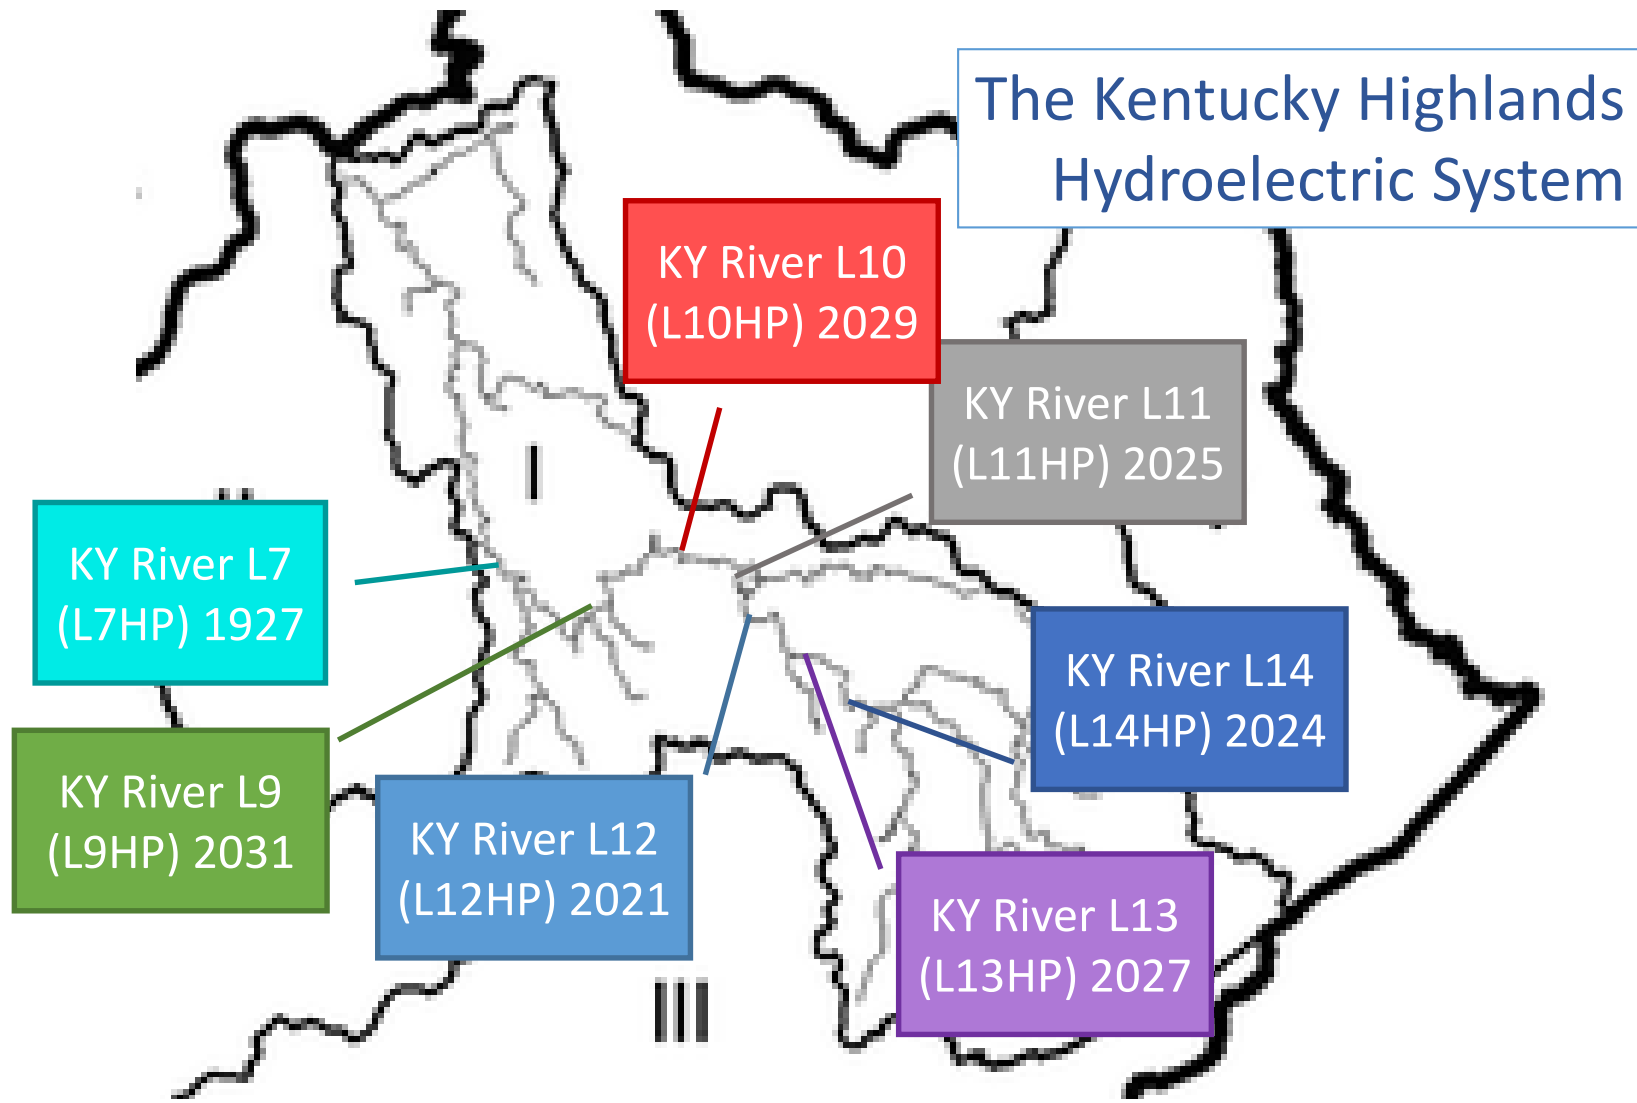 The Kentucky Highlands
Hydroelectric System
KY River L10
(L10HP) 2029
KY River L11
(L11HP) 2025
I
KY River L7
(L7HP) 1927
KY River L14
(L14HP) 2024
KY River L9
(L9HP) 2031
KY River L12
(L12HP) 2021
KY River L13
(L13HP) 2027
III